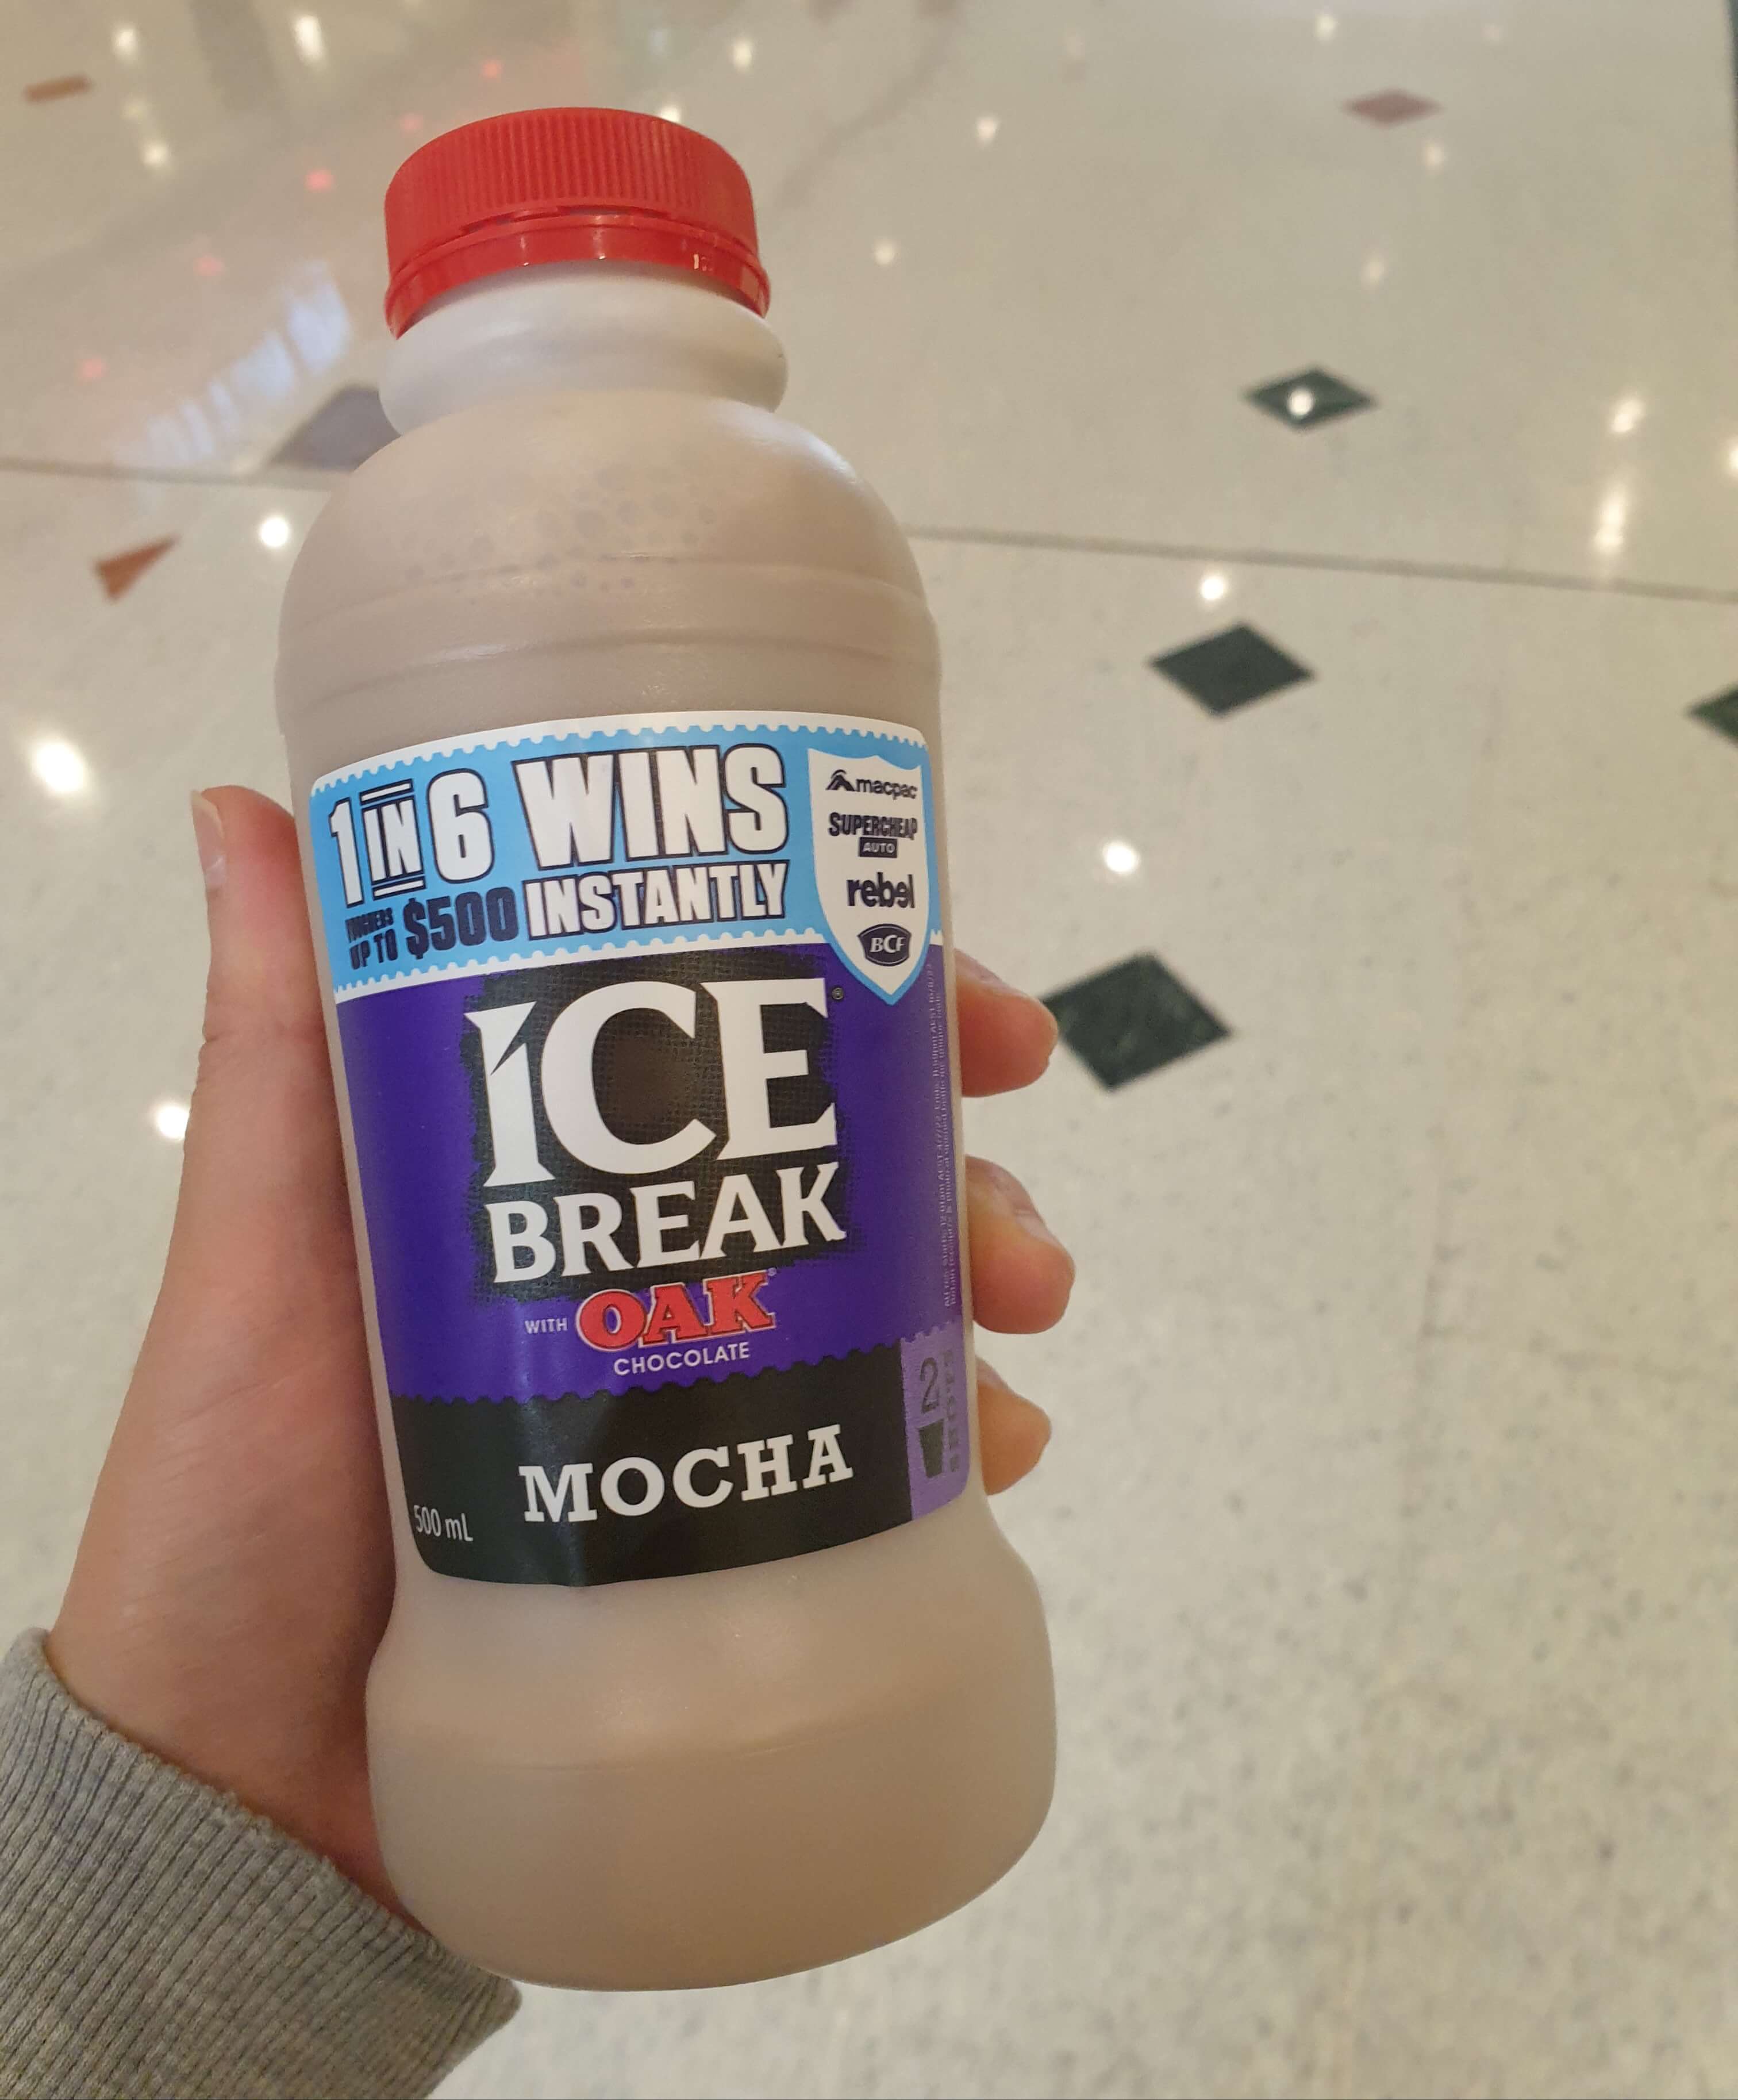 1 IN 6 WINS
VOUCHERS
UP TO $500 INSTANTLY
macpac
SUPERCHEAP
AUTO
rebel
BCF
ICE®
BREAK
WITH OAK®
CHOCOLATE
MOCHA
500 mL
2